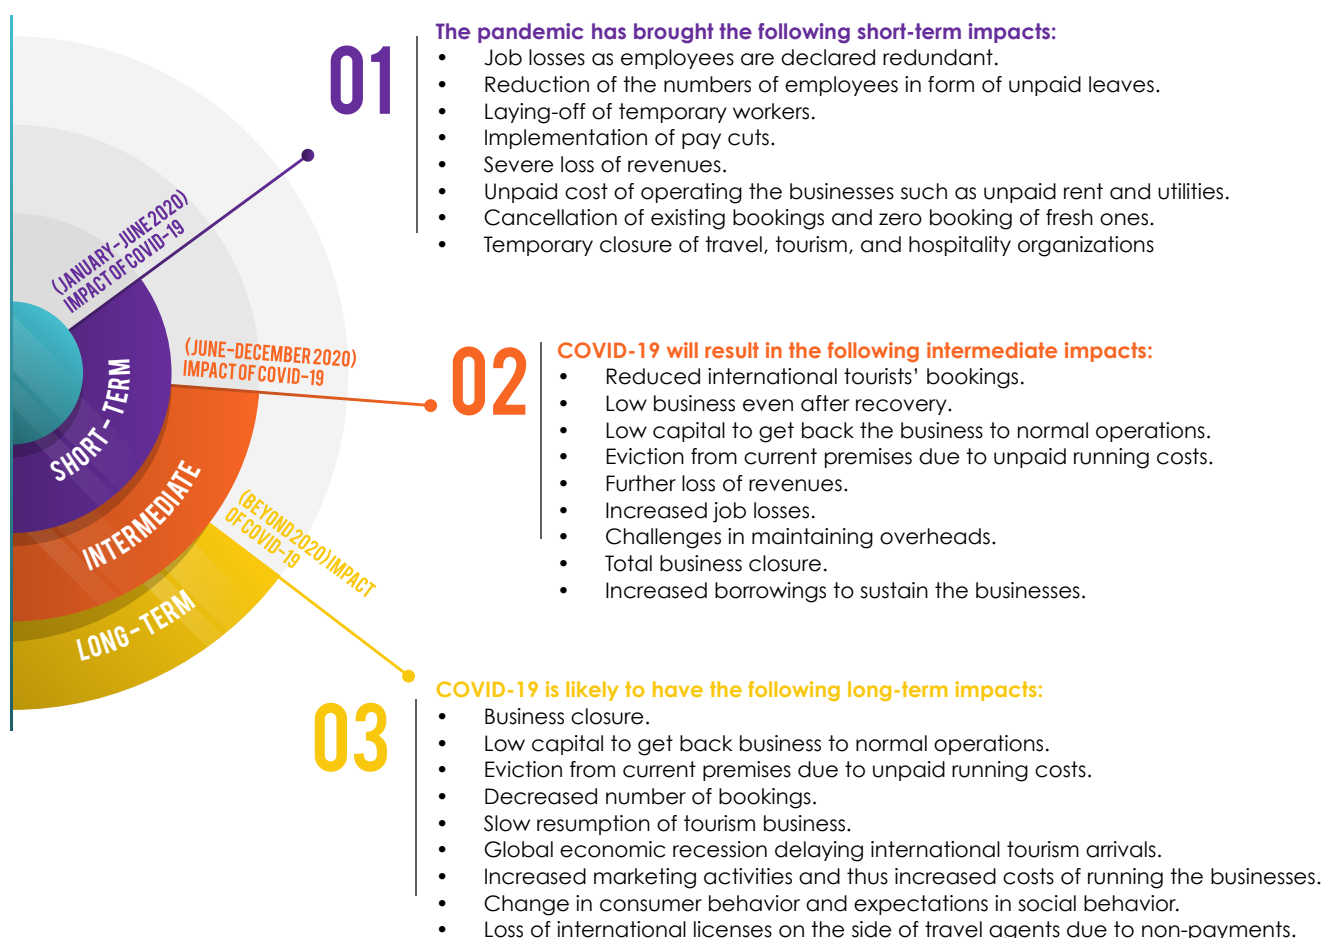 01
The pandemic has brought the following short-term impacts:
• Job losses as employees are declared redundant.
• Reduction of the numbers of employees in form of unpaid leaves.
• Laying-off of temporary workers.
• Implementation of pay cuts.
• Severe loss of revenues.
• Unpaid cost of operating the businesses such as unpaid rent and utilities.
• Cancellation of existing bookings and zero booking of fresh ones.
• Temporary closure of travel, tourism, and hospitality organizations
(JANUARY-JUNE 2020)
IMPACT OF COVID-19
SHORT-TERM
(JUNE-DECEMBER 2020)
IMPACT OF COVID-19
INTERMEDIATE
02
COVID-19 will result in the following intermediate impacts:
• Reduced international tourists’ bookings.
• Low business even after recovery.
• Low capital to get back the business to normal operations.
• Eviction from current premises due to unpaid running costs.
• Further loss of revenues.
• Increased job losses.
• Challenges in maintaining overheads.
• Total business closure.
• Increased borrowings to sustain the businesses.
(BEYOND 2020) IMPACT
OF COVID-19
LONG-TERM
03
COVID-19 is likely to have the following long-term impacts:
• Business closure.
• Low capital to get back business to normal operations.
• Eviction from current premises due to unpaid running costs.
• Decreased number of bookings.
• Slow resumption of tourism business.
• Global economic recession delaying international tourism arrivals.
• Increased marketing activities and thus increased costs of running the businesses.
• Change in consumer behavior and expectations in social behavior.
• Loss of international licenses on the side of travel agents due to non-payments.